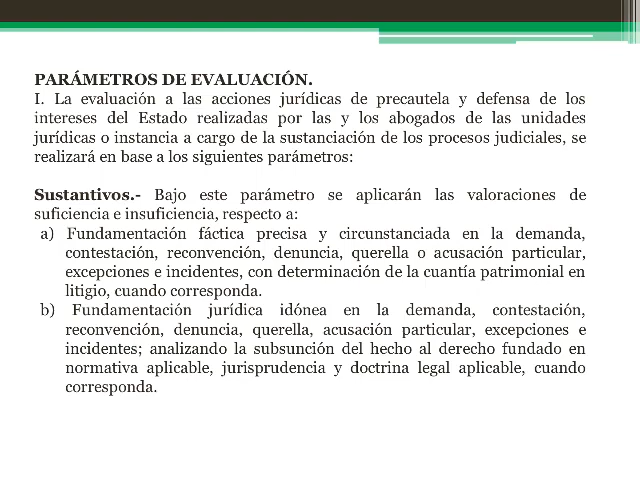 PARÁMETROS DE EVALUACIÓN.
I. La evaluación a las acciones jurídicas de precautela y defensa de los
intereses del Estado realizadas por las y los abogados de las unidades
jurídicas o instancia a cargo de la sustanciación de los procesos judiciales, se
realizará en base a los siguientes parámetros:
Sustantivos.- Bajo este parámetro se aplicarán las valoraciones de
suficiencia e insuficiencia, respecto a:
a) Fundamentación fáctica precisa y circunstanciada en la demanda,
contestación, reconvención, denuncia, querella o acusación particular,
excepciones e incidentes, con determinación de la cuantía patrimonial en
litigio, cuando corresponda.
b) Fundamentación jurídica idónea en la demanda, contestación,
reconvención, denuncia, querella, acusación particular, excepciones e
incidentes; analizando la subsunción del hecho al derecho fundado en
normativa aplicable, jurisprudencia y doctrina legal aplicable, cuando
corresponda.